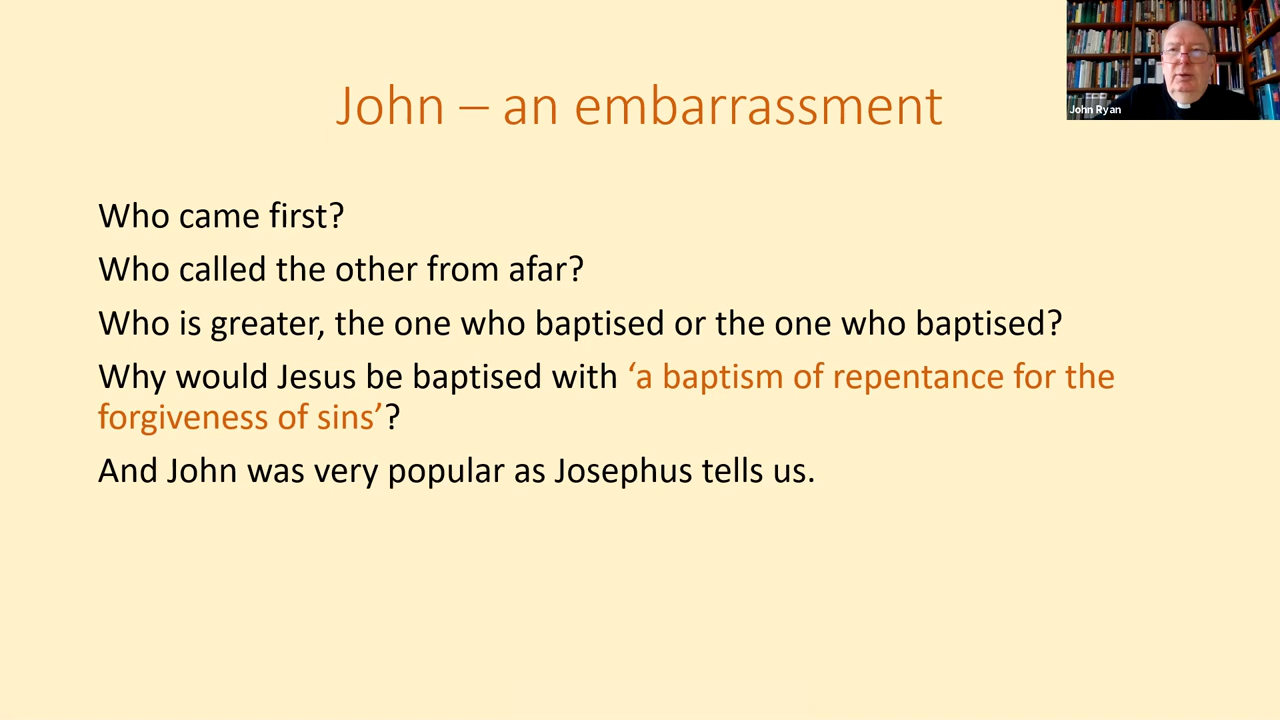 John – an embarrassment
John Ryan
Who came first?
Who called the other from afar?
Who is greater, the one who baptised or the one who baptised?
Why would Jesus be baptised with ‘a baptism of repentance for the
forgiveness of sins’?
And John was very popular as Josephus tells us.